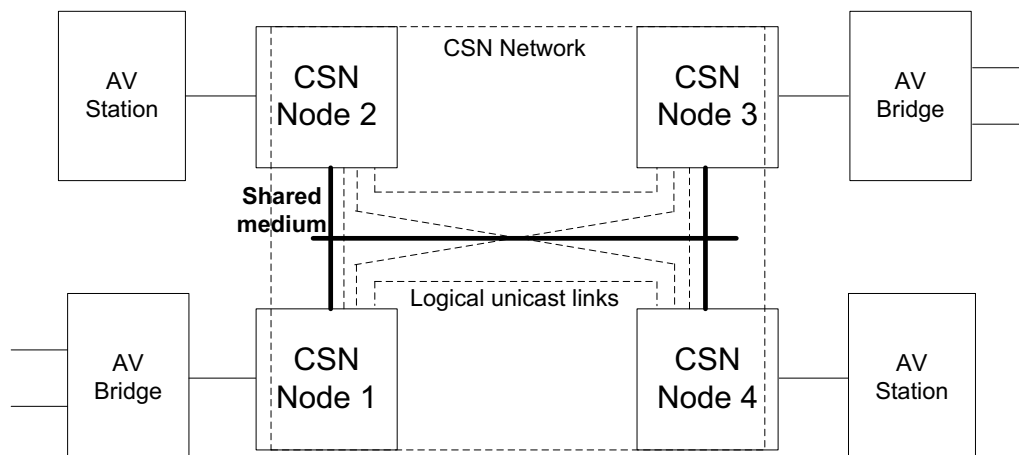 CSN Network
AV
Station
CSN
Node 2
CSN
Node 3
AV
Bridge
Shared
medium
Logical unicast links
AV
Bridge
CSN
Node 1
CSN
Node 4
AV
Station